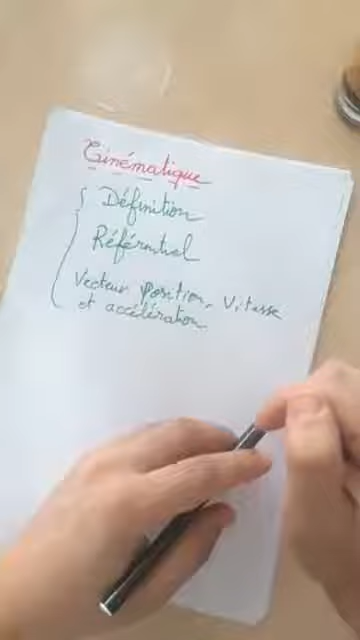 Cinématique
Définition
Référentiel
Vecteur position, Vitesse
et accélération